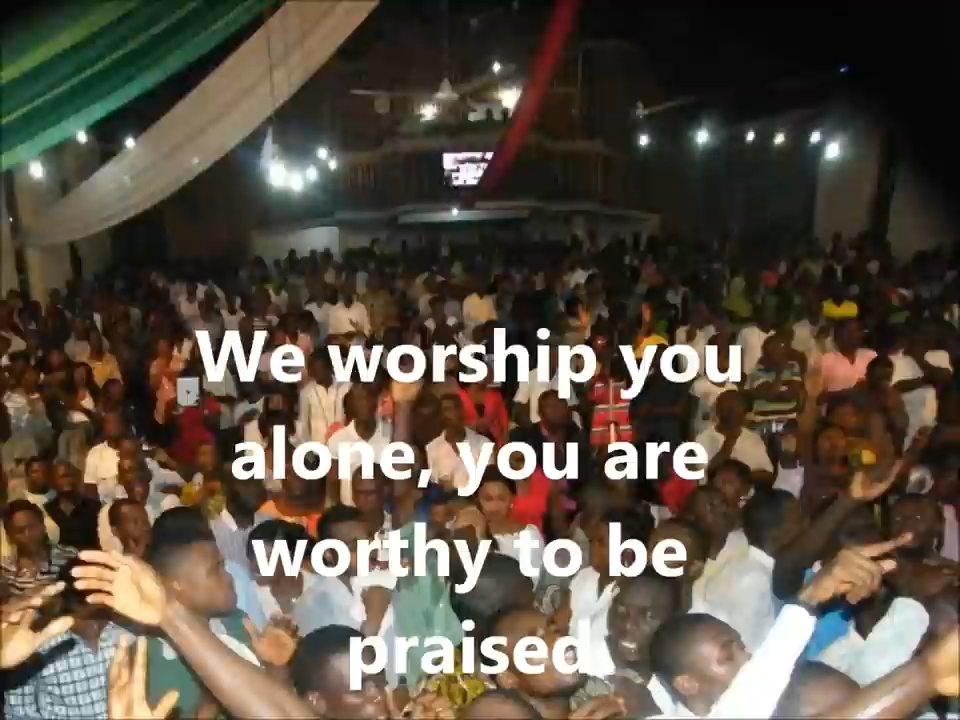 We worship you
alone, you are
worthy to be
praised.